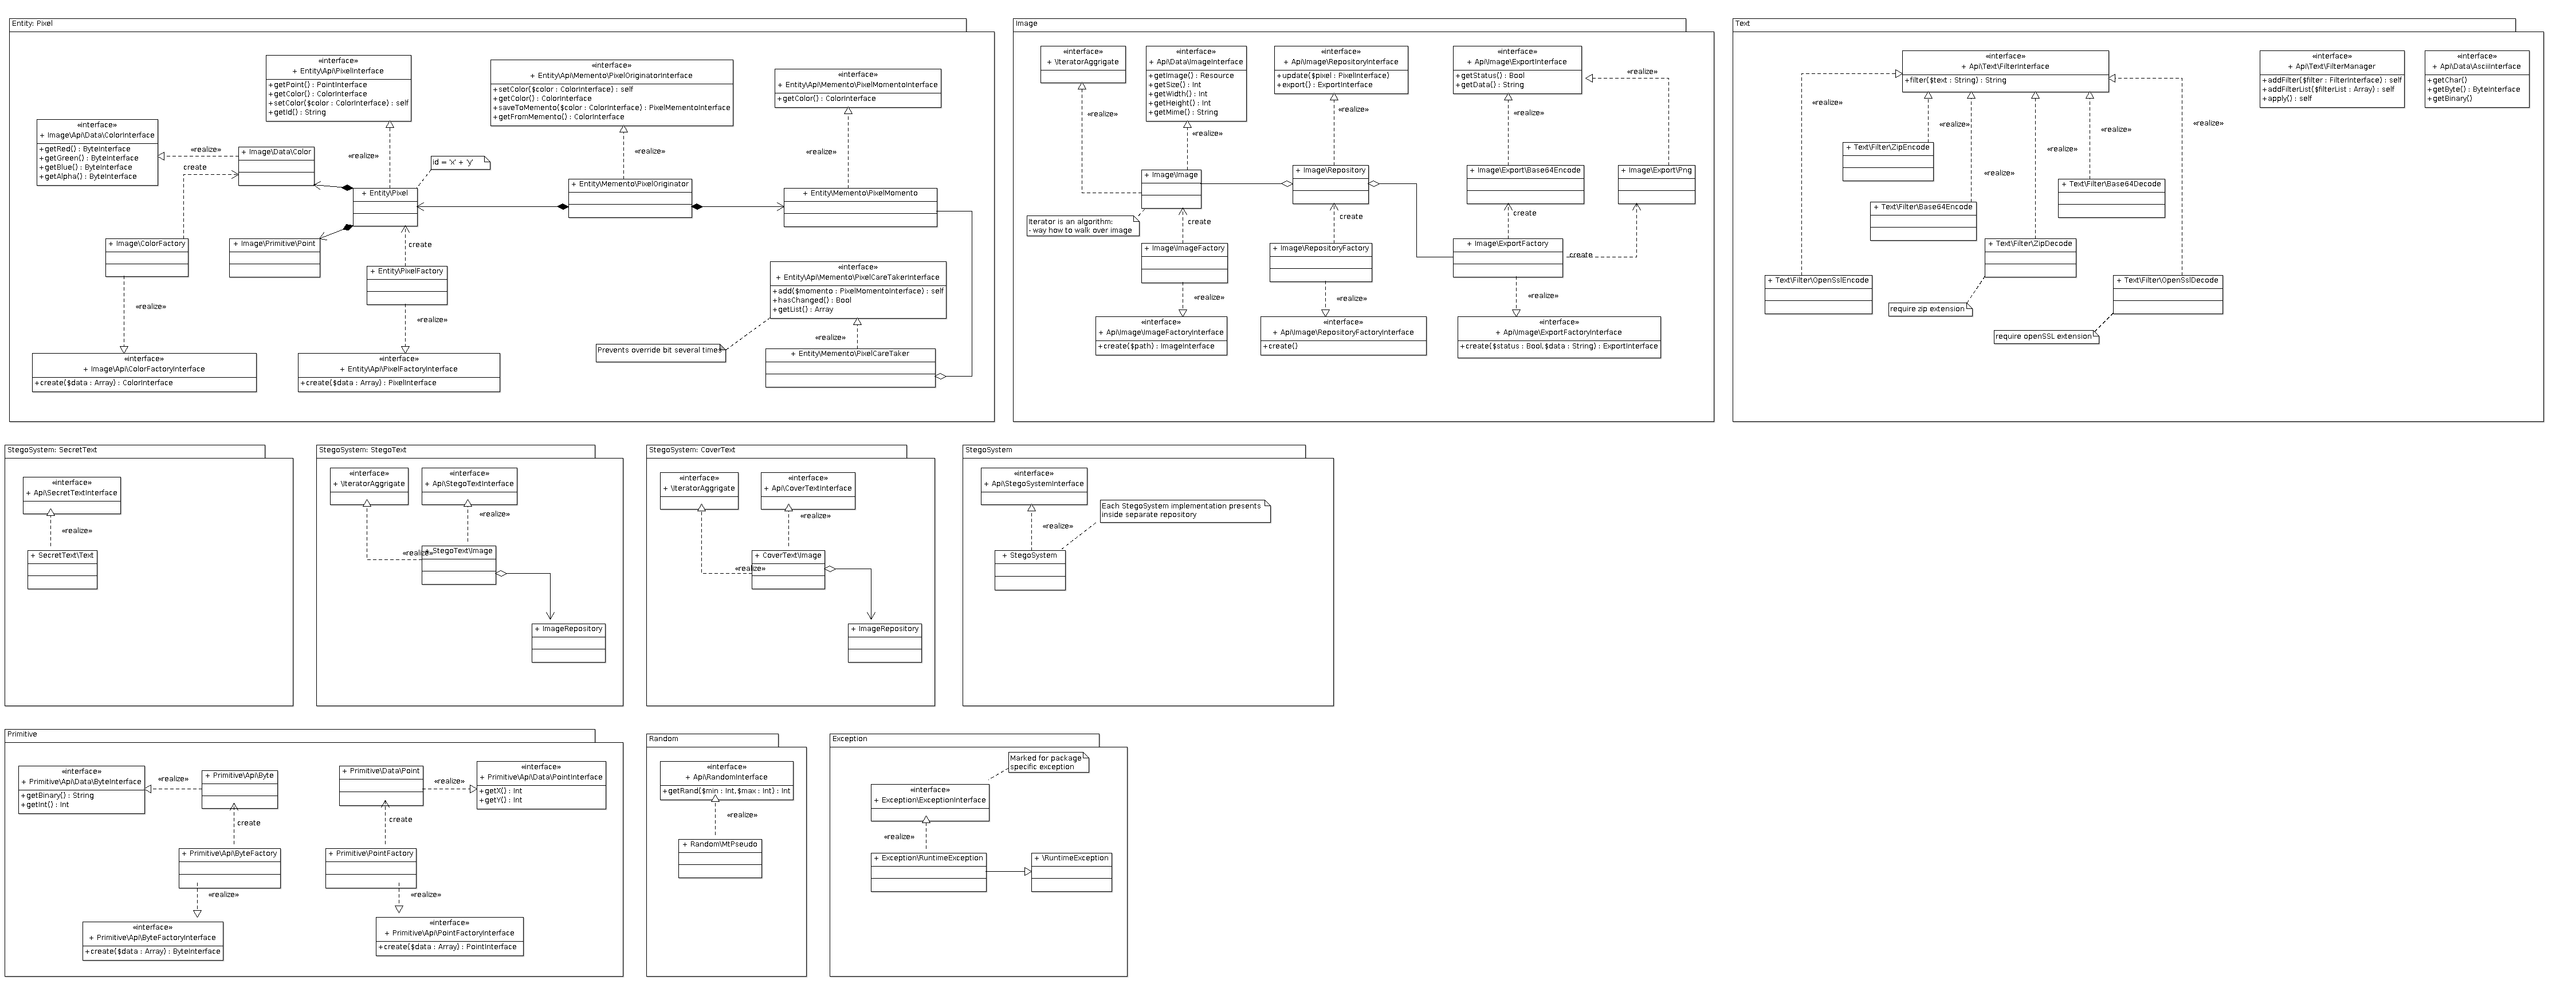 Entity: Pixel
«interface»
+ Entity\Api\PixelInterface
+getPoint() : PointInterface
+getColor() : ColorInterface
+setColor($color : ColorInterface) : self
+getId() : String
«interface»
+ Entity\Api\Memento\PixelOriginatorInterface
+setColor($color : ColorInterface) : self
+getColor() : ColorInterface
+saveToMemento($color : ColorInterface) : PixelMementoInterface
+getFromMemento() : ColorInterface
«interface»
+ Entity\Api\Memento\PixelMomentoInterface
+getColor() : ColorInterface
«interface»
+ Image\Api\Data\ColorInterface
+getRed() : ByteInterface
+getGreen() : ByteInterface
+getBlue() : ByteInterface
+getAlpha() : ByteInterface
«realize»
create
+ Image\Data\Color
«realize»
id = 'x' + 'y'
«realize»
«realize»
+ Entity\Pixel
+ Entity\Memento\PixelOriginator
+ Entity\Memento\PixelMomento
+ Image\ColorFactory
+ Image\Primitive\Point
create
+ Entity\PixelFactory
«realize»
«realize»
«interface»
+ Entity\Api\Memento\PixelCareTakerInterface
+add($momento : PixelMomentoInterface) : self
+hasChanged() : Bool
+getList() : Array
«realize»
Prevents override bit several times
+ Entity\Memento\PixelCareTaker
«interface»
+ Image\Api\ColorFactoryInterface
+create($data : Array) : ColorInterface
«interface»
+ Entity\Api\PixelFactoryInterface
+create($data : Array) : PixelInterface
Image
«interface»
+ \IteratorAggregate
«interface»
+ Api\Data\ImageInterface
+getImage() : Resource
+getSize() : Int
+getWidth() : Int
+getHeight() : Int
+getMime() : String
«interface»
+ Api\Image\RepositoryInterface
+update($pixel : PixelInterface)
+export() : ExportInterface
«interface»
+ Api\Image\ExportInterface
+getStatus() : Bool
+getData() : String
«realize»
«realize»
«realize»
«realize»
«realize»
+ Image\Image
+ Image\Repository
+ Image\Export\Base64Encode
+ Image\Export\Png
Iterator is an algorithm:
- way how to walk over image
create
create
create
+ Image\ImageFactory
+ Image\RepositoryFactory
+ Image\ExportFactory
create
«realize»
«realize»
«realize»
«interface»
+ Api\Image\ImageFactoryInterface
+create($path) : ImageInterface
«interface»
+ Api\Image\RepositoryFactoryInterface
+create()
«interface»
+ Api\Image\ExportFactoryInterface
+create($status : Bool,$data : String) : ExportInterface
Text
«interface»
+ Api\Text\FilterInterface
+filter($text : String) : String
«interface»
+ Api\Text\FilterManager
+addFilter($filter : FilterInterface) : self
+addFilterList($filterList : Array) : self
+apply() : self
«interface»
+ Api\Data\AsciiInterface
+getChar()
+getByte() : ByteInterface
+getBinary()
«realize»
«realize»
«realize»
«realize»
«realize»
+ Text\Filter\ZipEncode
«realize»
+ Text\Filter\Base64Decode
+ Text\Filter\Base64Encode
+ Text\Filter\ZipDecode
+ Text\Filter\OpenSslEncode
+ Text\Filter\OpenSslDecode
require zip extension
require openSSL extension
StegoSystem: SecretText
«interface»
+ Api\SecretTextInterface
«realize»
+ SecretText\Text
StegoSystem: StegoText
«interface»
+ \IteratorAggregate
«interface»
+ Api\StegoTextInterface
«realize»
«realize»
+ StegoText\Image
+ ImageRepository
StegoSystem: CoverText
«interface»
+ \IteratorAggregate
«interface»
+ Api\CoverTextInterface
«realize»
+ CoverText\Image
«realize»
+ ImageRepository
StegoSystem
«interface»
+ Api\StegoSystemInterface
Each StegoSystem implementation presents
inside separate repository
«realize»
+ StegoSystem
Primitive
«interface»
+ Primitive\Api\Data\ByteInterface
+getBinary() : String
+getInt() : Int
«realize»
+ Primitive\Api\Byte
+ Primitive\Data\Point
«realize»
«interface»
+ Primitive\Api\Data\PointInterface
+getX() : Int
+getY() : Int
create
create
+ Primitive\Api\ByteFactory
+ Primitive\PointFactory
«realize»
«realize»
«interface»
+ Primitive\Api\ByteFactoryInterface
+create($data : Array) : ByteInterface
«interface»
+ Primitive\Api\PointFactoryInterface
+create($data : Array) : PointInterface
Random
«interface»
+ Api\RandomInterface
+getRand($min : Int,$max : Int) : Int
«realize»
+ Random\MtPseudo
Exception
Marked for package
specific exception
«interface»
+ Exception\ExceptionInterface
«realize»
+ Exception\RuntimeException
+ \RuntimeException